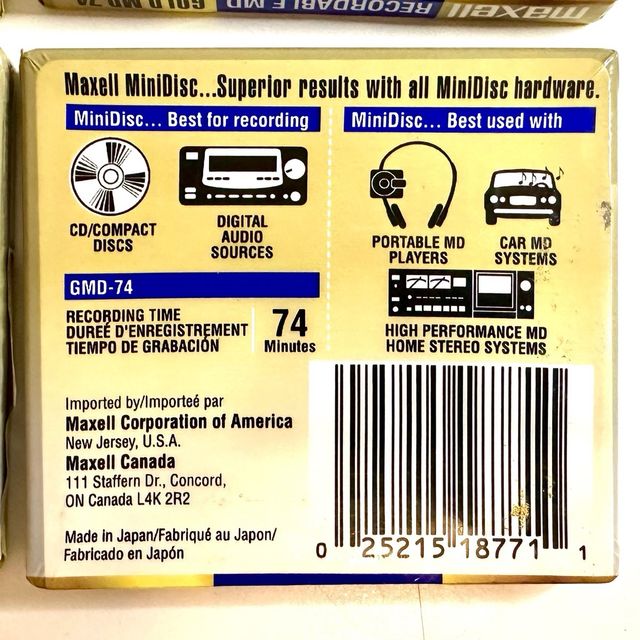 maxell RECORDABLE MD GOLD MD 74
Maxell MiniDisc...Superior results with all MiniDisc hardware.
MiniDisc... Best for recording
CD/COMPACT
DISCS
DIGITAL
AUDIO
SOURCES
MiniDisc... Best used with
PORTABLE MD
PLAYERS
CAR MD
SYSTEMS
HIGH PERFORMANCE MD
HOME STEREO SYSTEMS
GMD-74
RECORDING TIME
DUREÉ D'ENREGISTREMENT
TIEMPO DE GRABACIÓN
74
Minutes
Imported by/Importeé par
Maxell Corporation of America
New Jersey, U.S.A.
Maxell Canada
111 Staffern Dr., Concord,
ON Canada L4K 2R2
Made in Japan/Fabriqué au Japon/
Fabricado en Japón
0 25215 18771 1